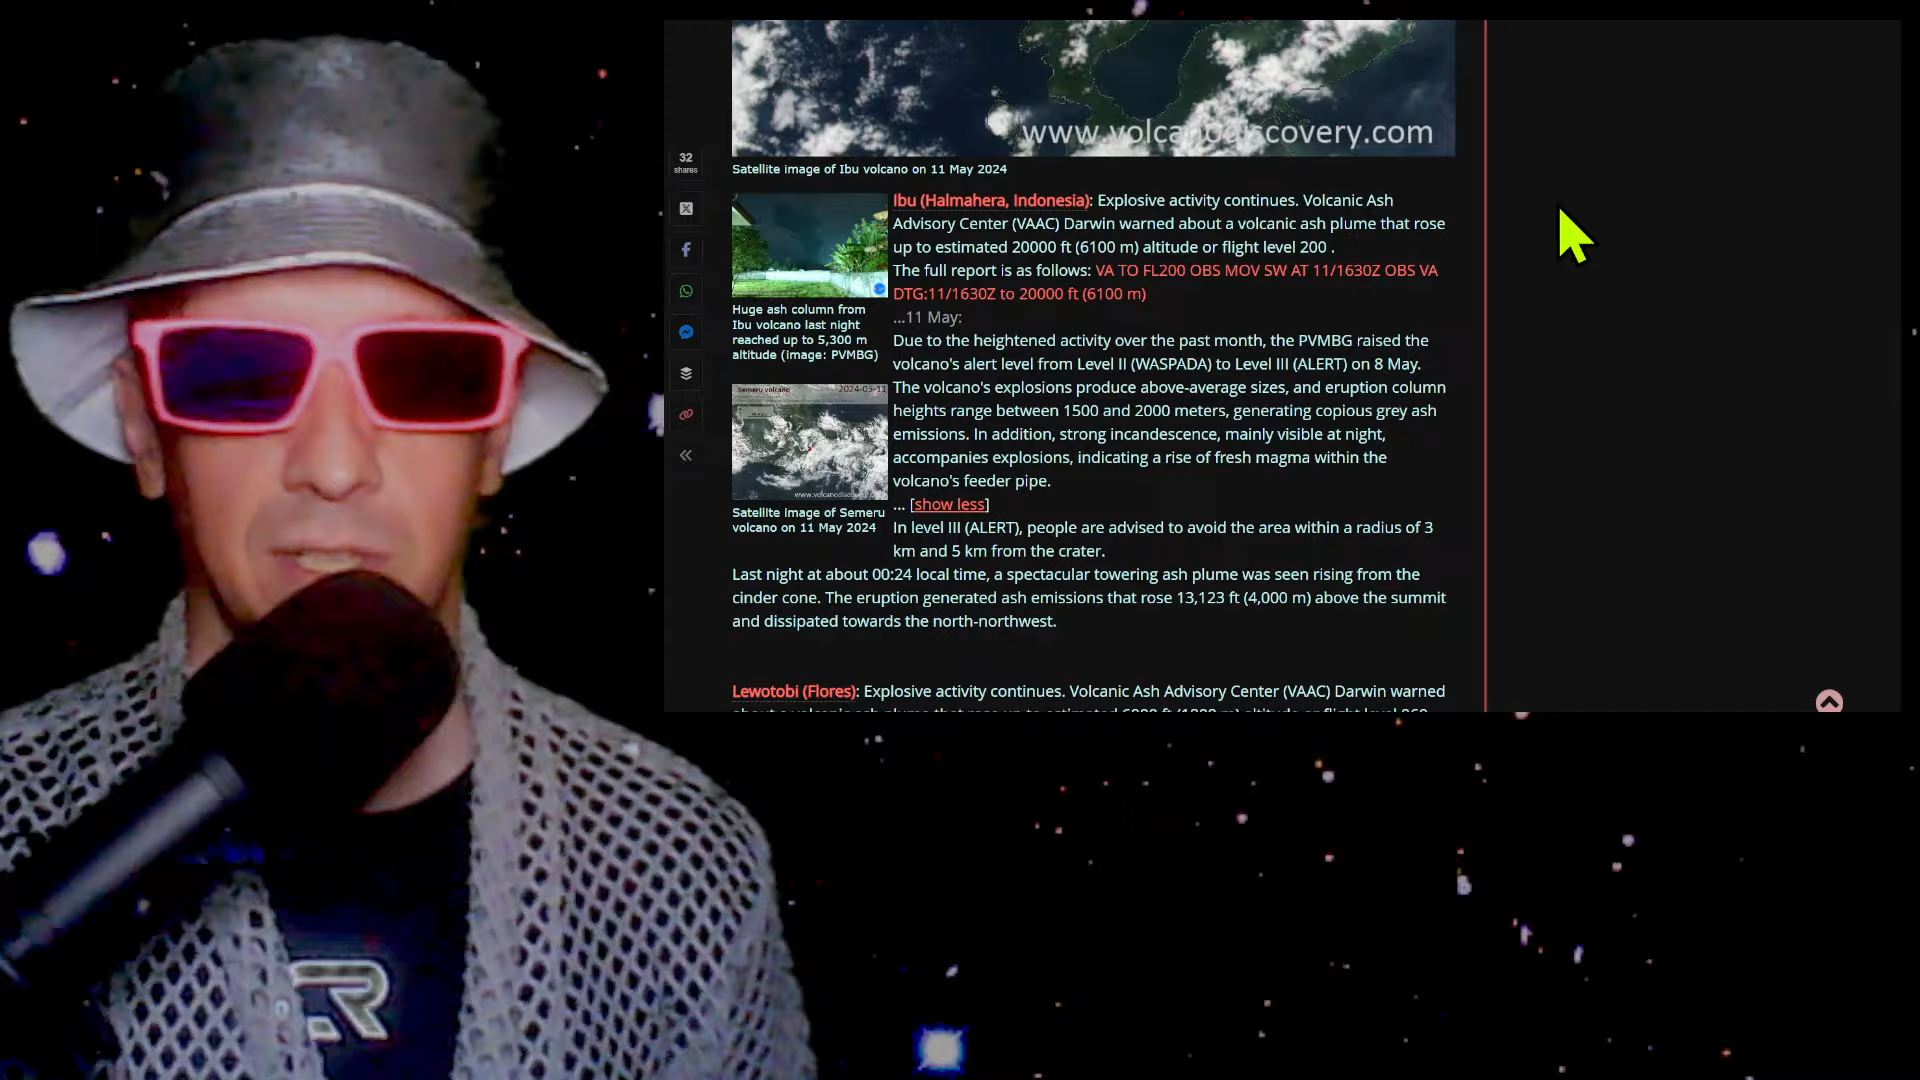 www.volcanodiscovery.com
32
shares
Satellite image of Ibu volcano on 11 May 2024
Huge ash column from
Ibu volcano last night
reached up to 5,300 m
altitude (image: PVMBG)
Semeru volcano 2024-05-11
www.volcanodiscovery.com
Satellite image of Semeru
volcano on 11 May 2024
Ibu (Halmahera, Indonesia): Explosive activity continues. Volcanic Ash
Advisory Center (VAAC) Darwin warned about a volcanic ash plume that rose
up to estimated 20000 ft (6100 m) altitude or flight level 200 .
The full report is as follows: VA TO FL200 OBS MOV SW AT 11/1630Z OBS VA
DTG:11/1630Z to 20000 ft (6100 m)
...11 May:
Due to the heightened activity over the past month, the PVMBG raised the
volcano's alert level from Level II (WASPADA) to Level III (ALERT) on 8 May.
The volcano's explosions produce above-average sizes, and eruption column
heights range between 1500 and 2000 meters, generating copious grey ash
emissions. In addition, strong incandescence, mainly visible at night,
accompanies explosions, indicating a rise of fresh magma within the
volcano's feeder pipe.
... [show less]
In level III (ALERT), people are advised to avoid the area within a radius of 3
km and 5 km from the crater.
Last night at about 00:24 local time, a spectacular towering ash plume was seen rising from the
cinder cone. The eruption generated ash emissions that rose 13,123 ft (4,000 m) above the summit
and dissipated towards the north-northwest.
Lewotobi (Flores): Explosive activity continues. Volcanic Ash Advisory Center (VAAC) Darwin warned